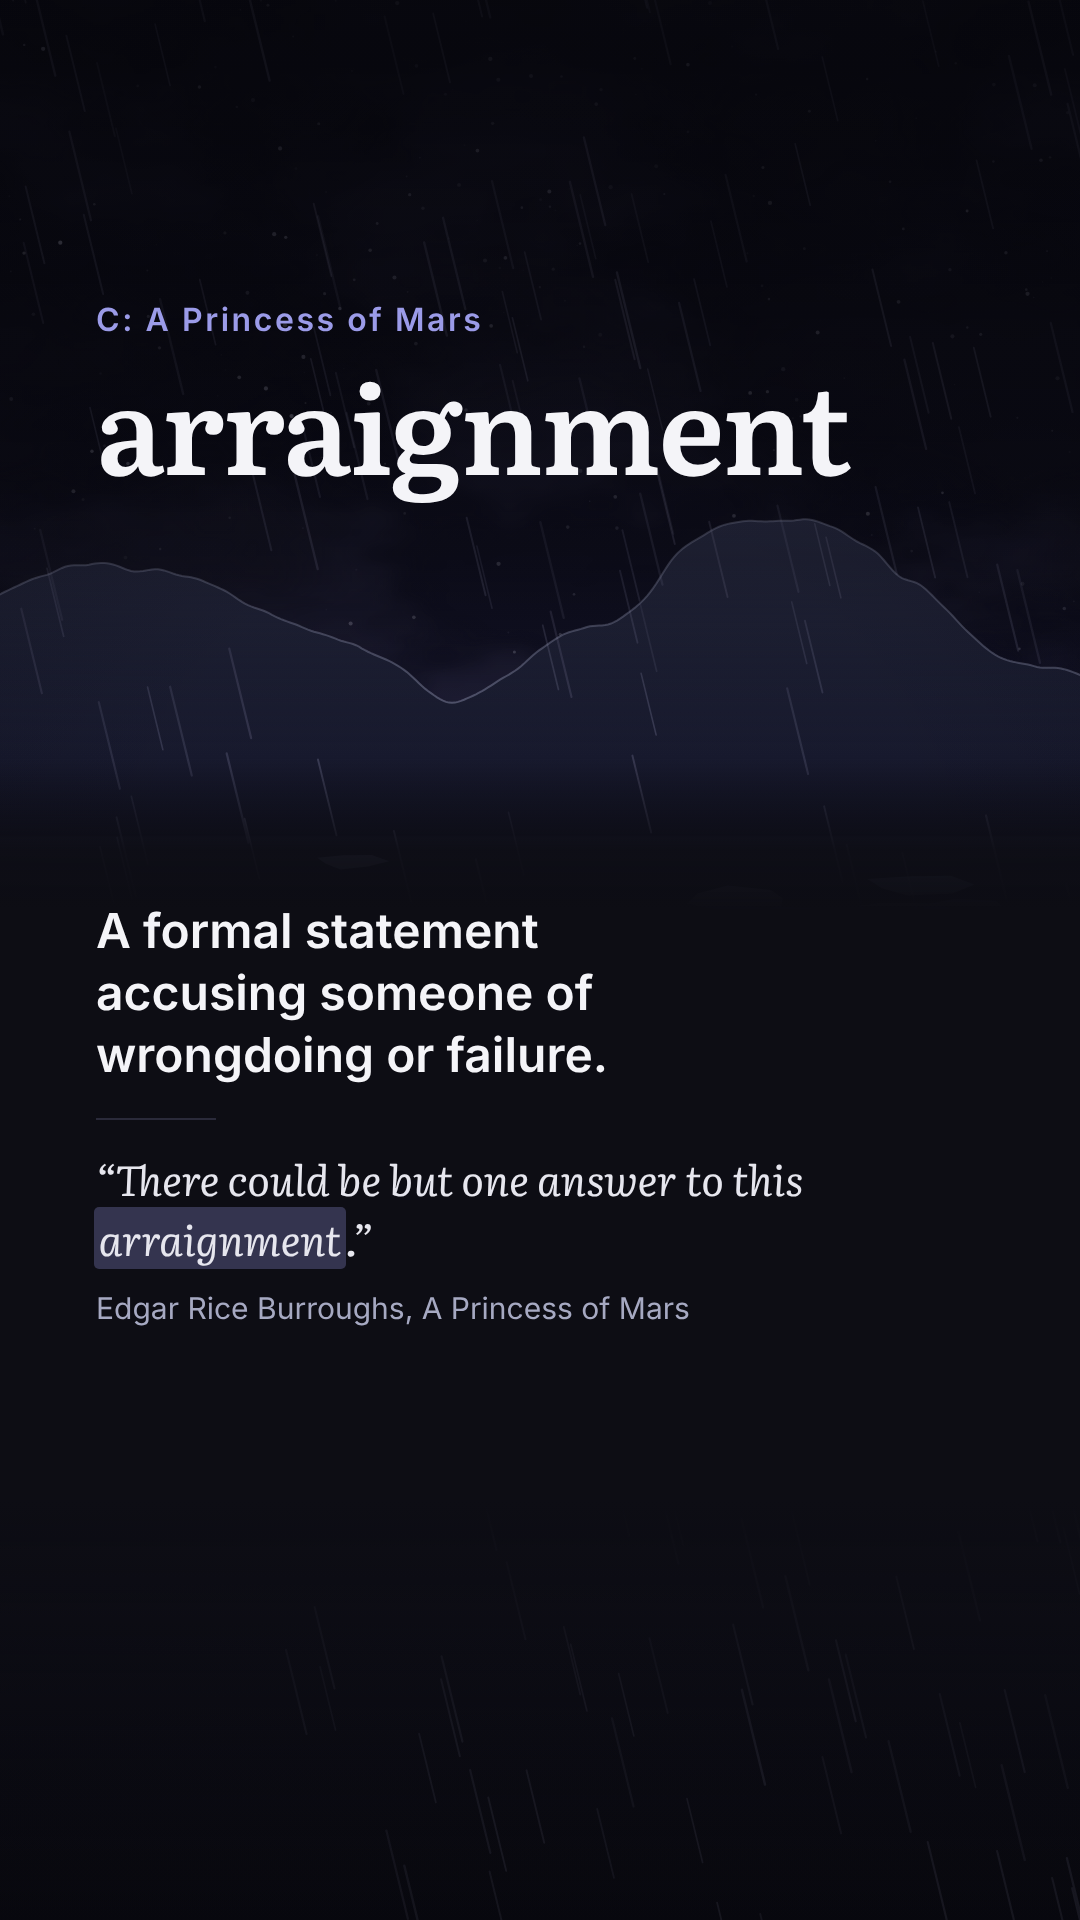 C: A Princess of Mars
arraignment
A formal statement
accusing someone of
wrongdoing or failure.
“There could be but one answer to this
arraignment.”
Edgar Rice Burroughs, A Princess of Mars